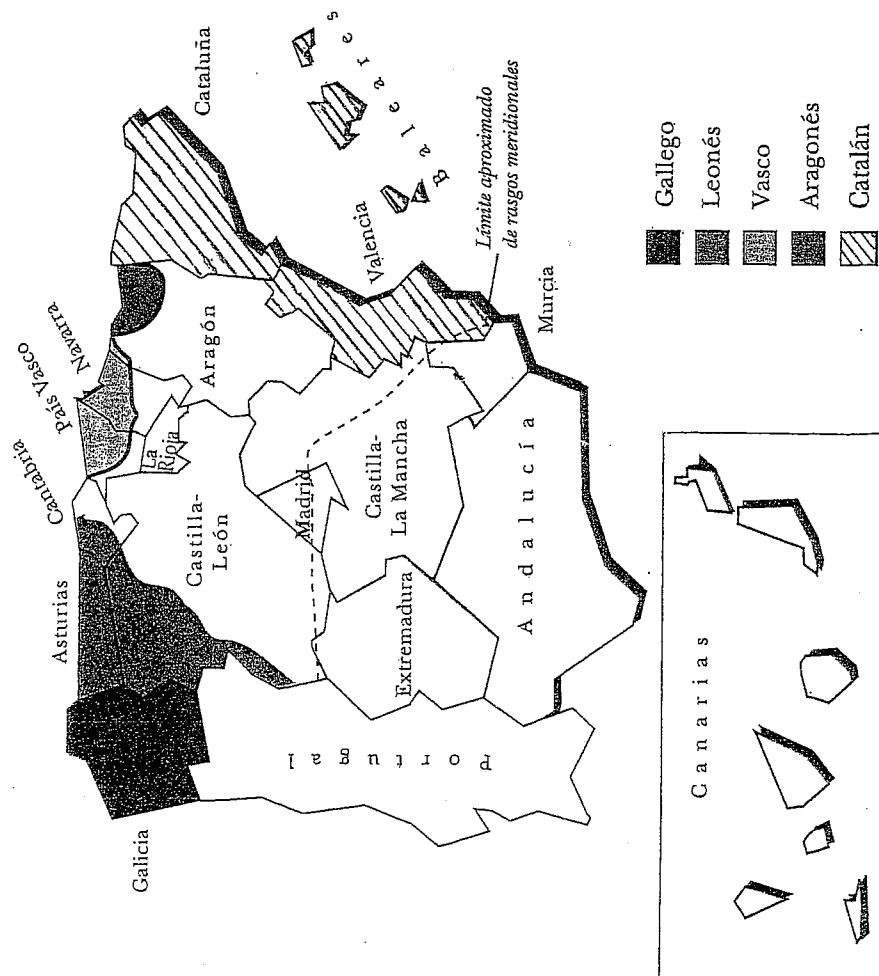 Galicia
Asturias
Cantabria
País Vasco
Navarra
La
Rioja
Castilla-
León
Aragón
Cataluña
Baleares
Valencia
Madrid
Castilla-
La Mancha
Extremadura
Portugal
Andalucía
Murcia
Límite aproximado
de rasgos meridionales
Canarias
Gallego
Leonés
Vasco
Aragonés
Catalán